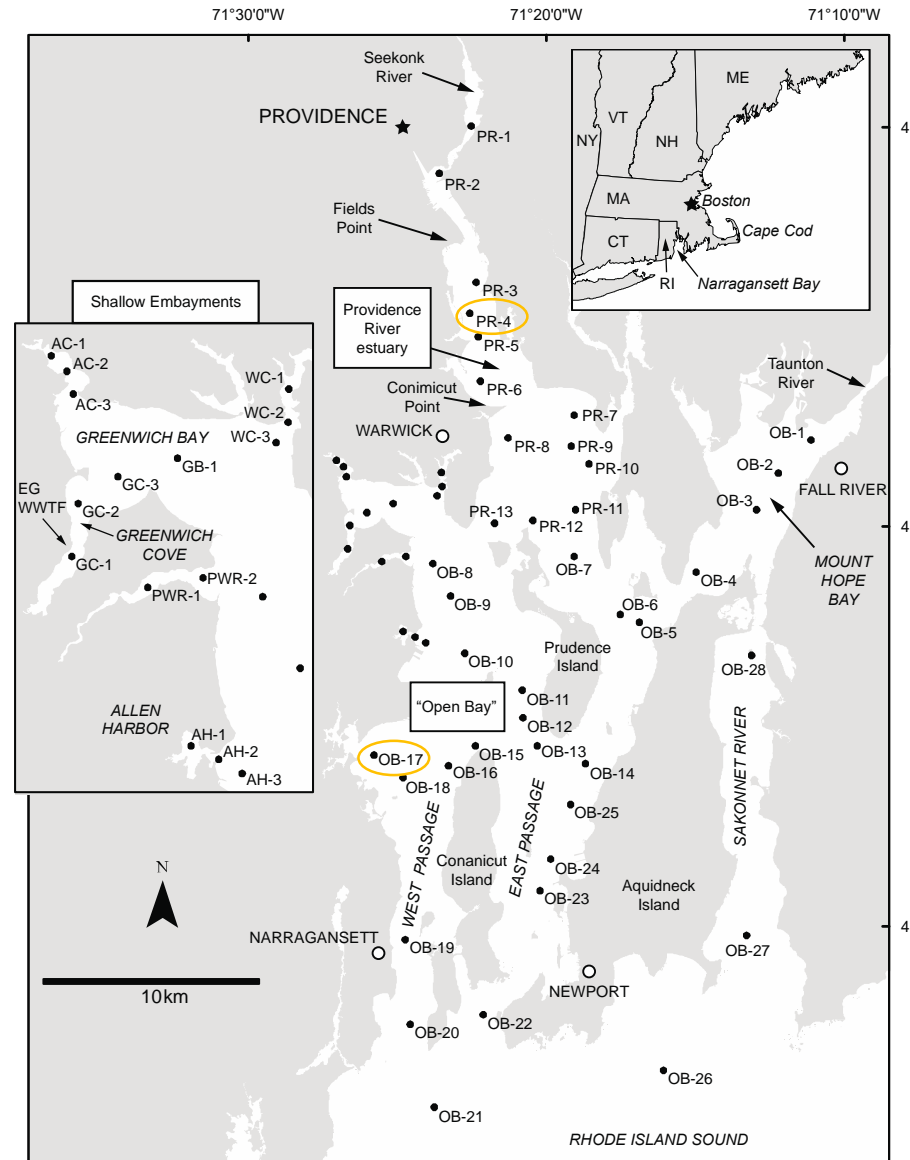 71°30'0"W
71°20'0"W
71°10'0"W
Seekonk
River
PROVIDENCE
PR-1
PR-2
Fields
Point
PR-3
PR-4
PR-5
PR-6
Providence
River
estuary
Conimicut
Point
WARWICK
ME
VT
NY
NH
MA
Boston
CT
Cape Cod
RI
Narragansett Bay
Shallow Embayments
AC-1
AC-2
AC-3
WC-1
WC-2
WC-3
GREENWICH BAY
GB-1
GC-3
EG
WWTF
GC-2
GREENWICH
COVE
GC-1
PWR-2
PWR-1
ALLEN
HARBOR
AH-1
AH-2
AH-3
Taunton
River
PR-7
PR-8
PR-9
PR-10
PR-11
PR-12
PR-13
OB-1
OB-2
OB-3
FALL RIVER
MOUNT
HOPE
BAY
OB-4
OB-5
OB-6
OB-7
OB-8
OB-9
OB-10
Prudence
Island
OB-28
"Open Bay"
OB-11
OB-12
OB-13
OB-14
OB-15
OB-16
OB-17
OB-18
OB-25
OB-24
OB-23
WEST PASSAGE
EAST PASSAGE
SAKONNET RIVER
Conanicut
Island
Aquidneck
Island
N
10km
NARRAGANSETT
OB-19
OB-27
NEWPORT
OB-20
OB-22
OB-26
OB-21
RHODE ISLAND SOUND
4
4